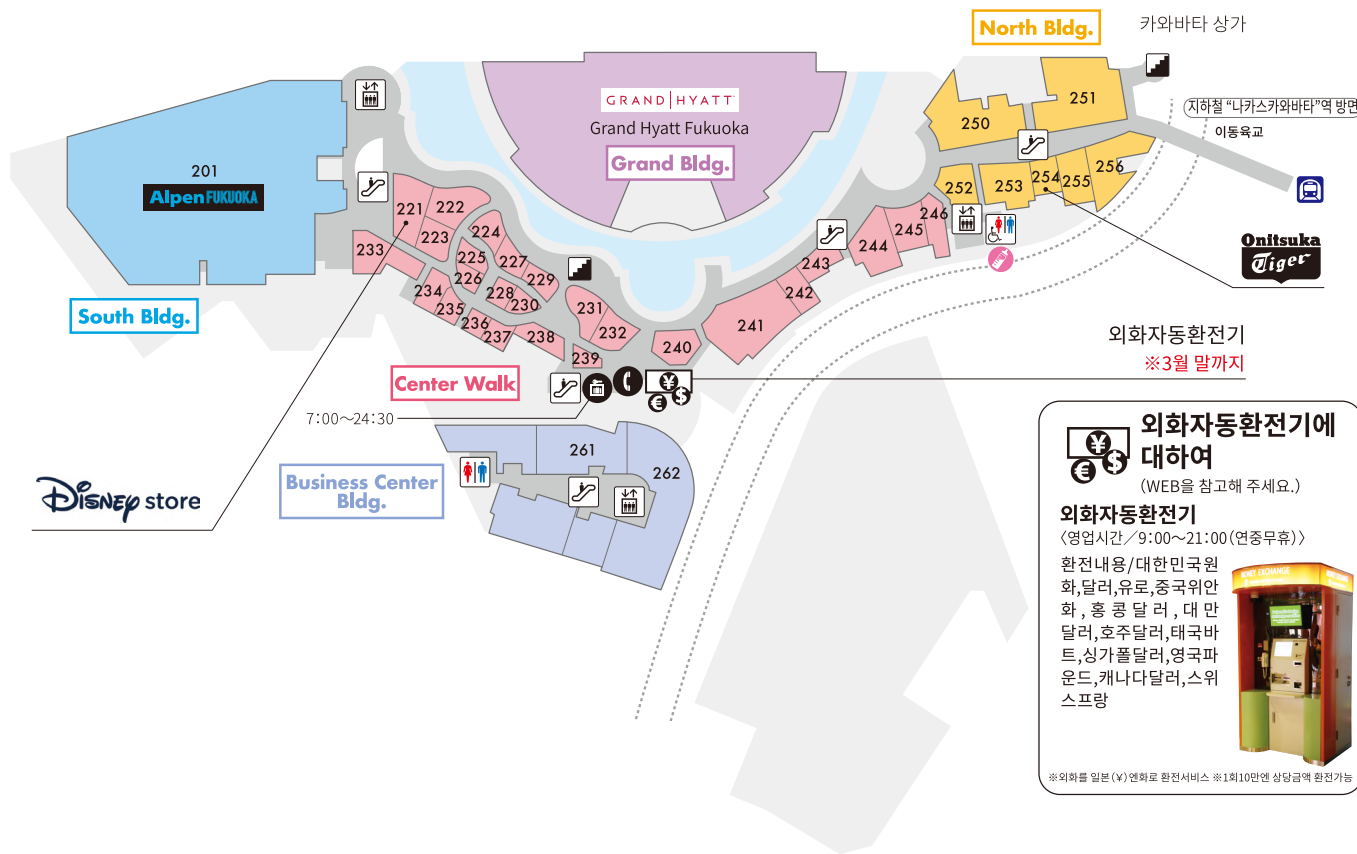 North Bldg.
카와바타 상가
251
250
지하철 “나카스카와바타”역 방면
이동육교
GRAND HYATT
Grand Hyatt Fukuoka
Grand Bldg.
201
Alpen FUKUOKA
256
254
255
253
252
246
245
244
243
242
241
240
221
222
223
224
225
226
227
228
229
230
231
232
233
234
235
236
237
238
239
Onitsuka
Tiger
South Bldg.
외화자동환전기
※3월 말까지
Center Walk
7:00～24:30
¥
€
$
261
262
Business Center
Bldg.
Disney store
¥
€
$
외화자동환전기에
대하여
(WEB을 참고해 주세요.)
외화자동환전기
〈영업시간／9:00～21:00(연중무휴)〉
환전내용/대한민국원
화,달러,유로,중국위안
화,홍콩달러,대만
달러,호주달러,태국바
트,싱가폴달러,영국파
운드,캐나다달러,스위
스프랑
MONEY EXCHANGE
※외화를 일본(¥)엔화로 환전서비스 ※1회10만엔 상당금액 환전가능